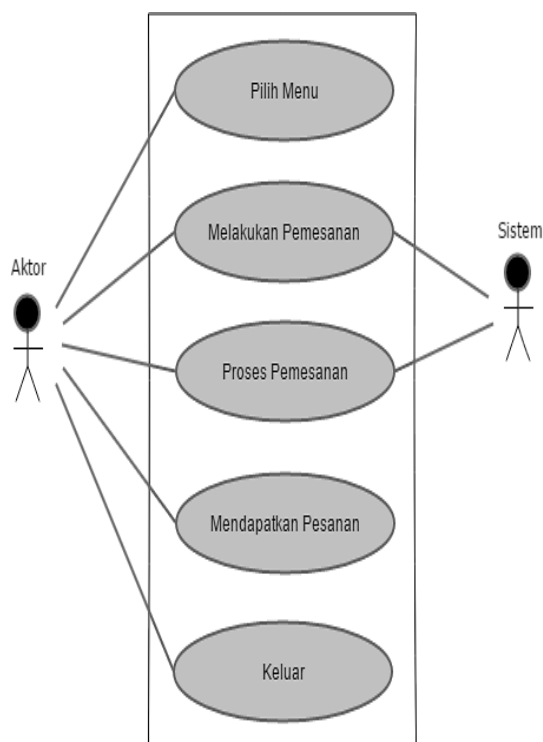 Pilih Menu
Melakukan Pemesanan
Sistem
Aktor
Proses Pemesanan
Mendapatkan Pesanan
Keluar